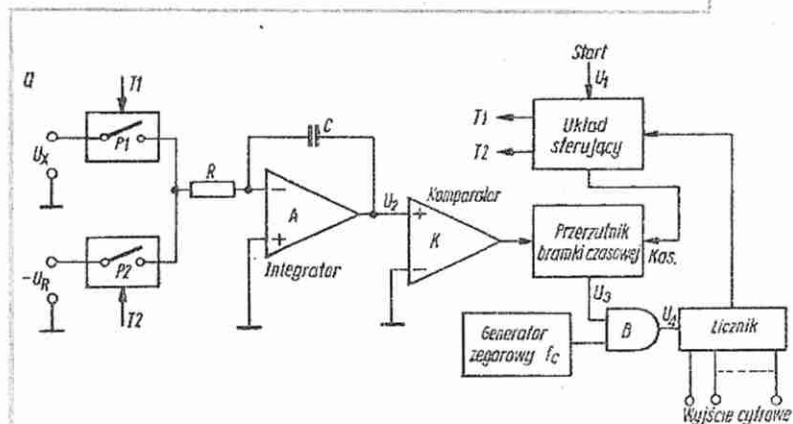 a
T1
P1
Ux
R
C
−
A
+
Integrator
U2
Komparator
+
K
−
−UR
P2
T2
Start
U1
T1
T2
Układ
sterujący
Przerzutnik
bramki czasowej
Kas.
U3
B
U4
Generator
zegarowy fc
Licznik
Wyjście cyfrowe